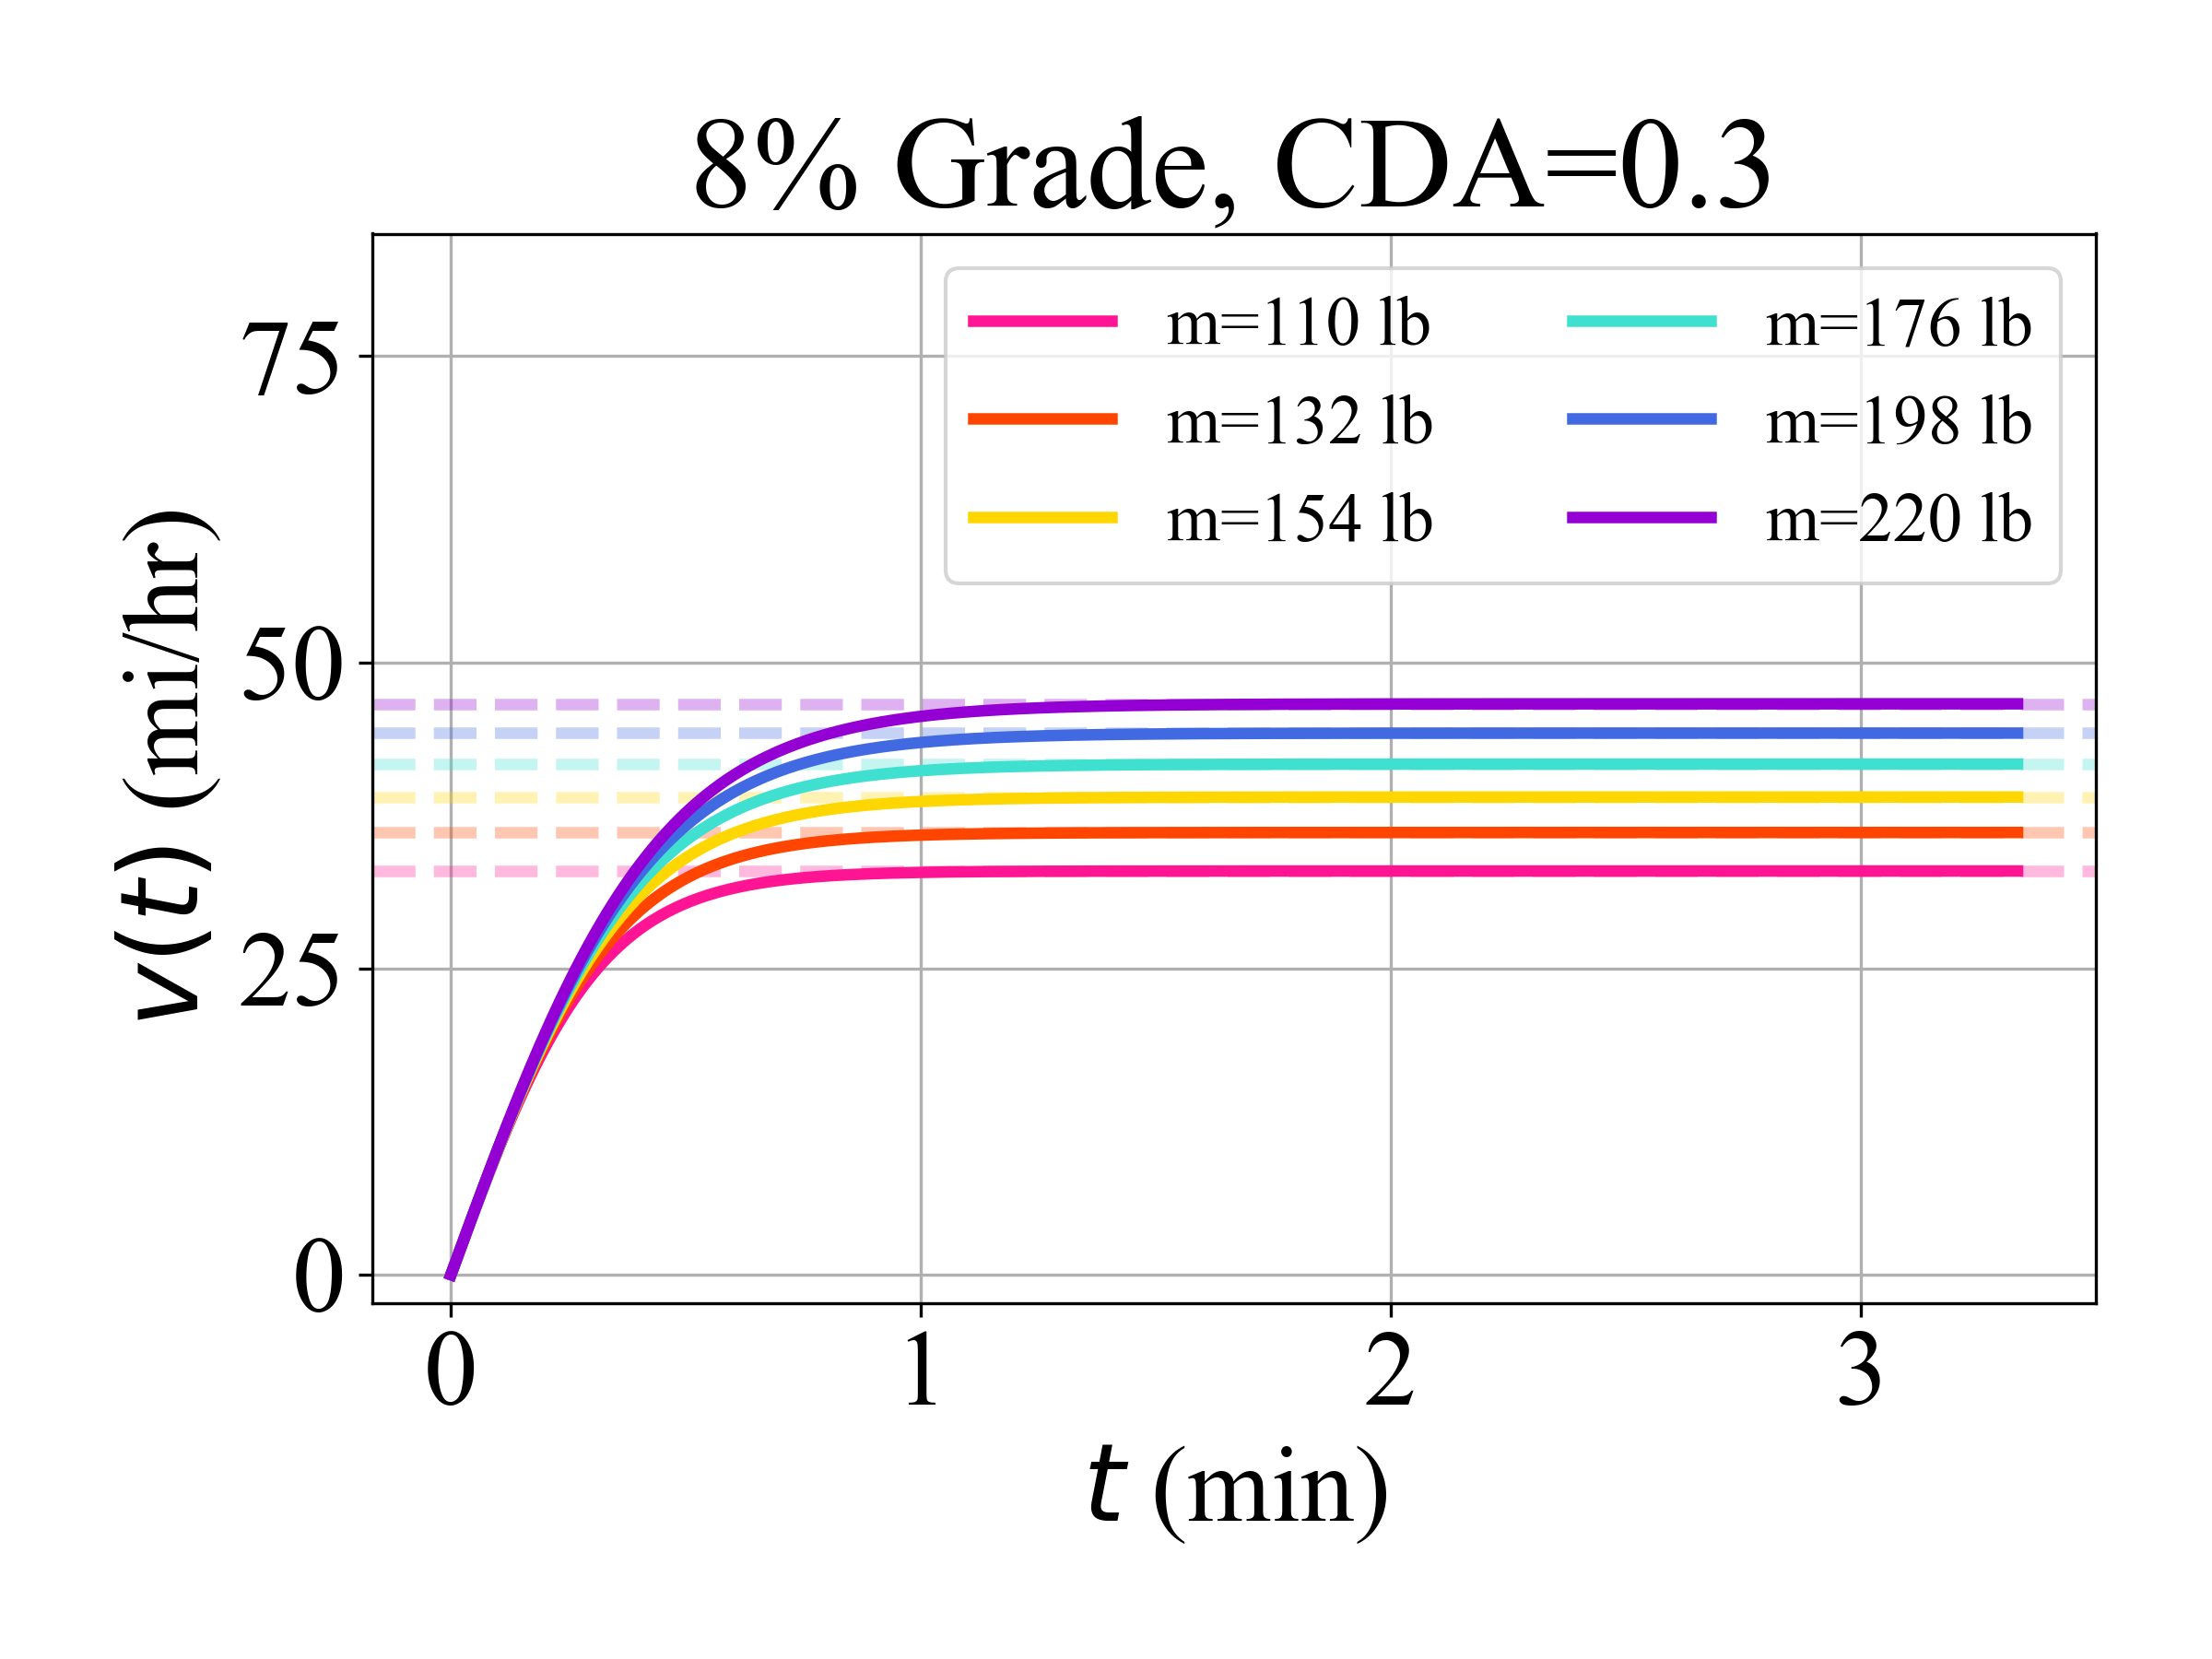 8% Grade, CDA=0.3
v(t) (mi/hr)
75
50
25
0
m=110 lb
m=132 lb
m=154 lb
m=176 lb
m=198 lb
m=220 lb
0 1 2 3
t (min)